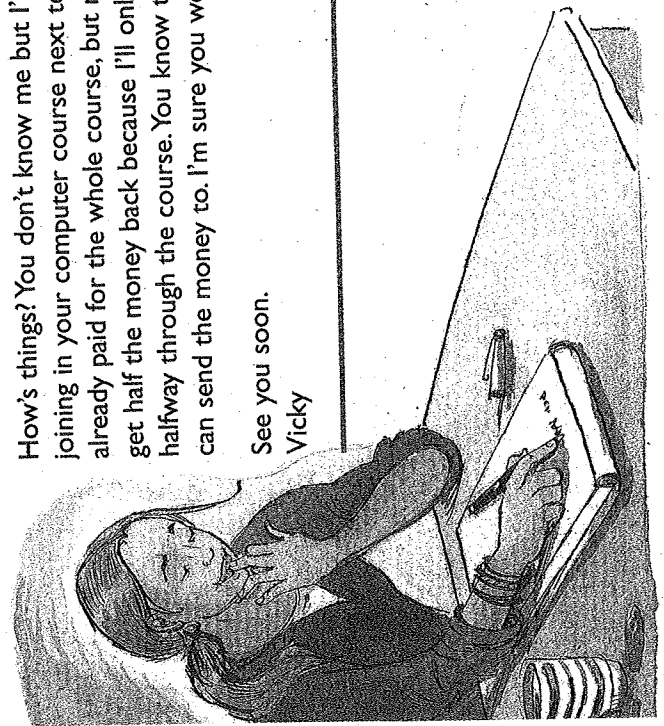 How's things? You don't know me but I'
joining in your computer course next
already paid for the whole course, but
get half the money back because I'll
halfway through the course. You know
can send the money to. I'm sure you
See you soon.
Vicky